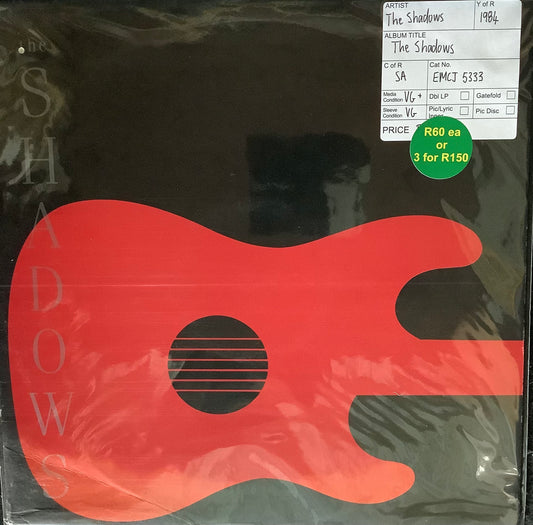 the
SHADOWS
ARTIST
The Shadows
Y of R
1984
ALBUM TITLE
The Shadows
C of R
SA
Cat No.
EMCJ 5333
Media Condition VG+
Dbl LP
Gatefold
Sleeve Condition VG
Pic/Lyric
Pic Disc
PRICE
R60 ea
or
3 for R150